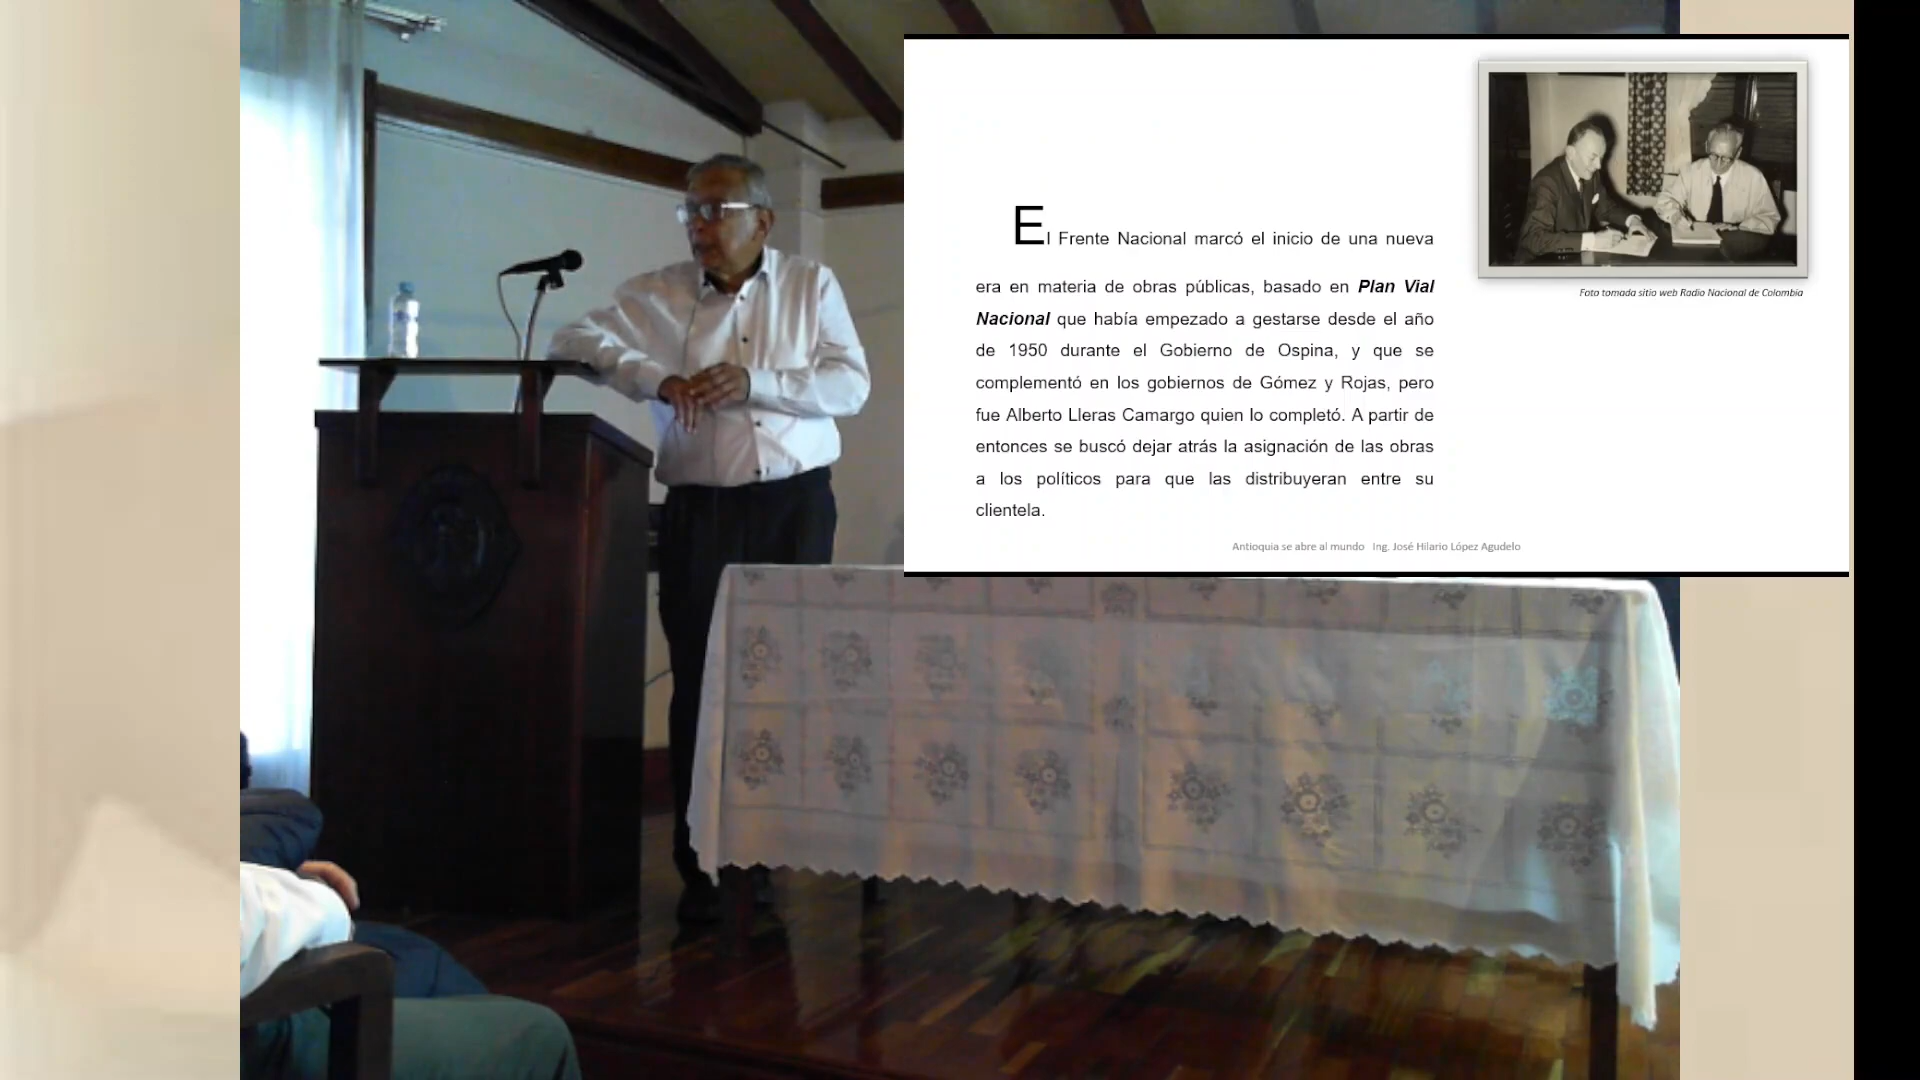 El Frente Nacional marcó el inicio de una nueva
era en materia de obras públicas, basado en Plan Vial
Nacional que había empezado a gestarse desde el año
de 1950 durante el Gobierno de Ospina, y que se
complementó en los gobiernos de Gómez y Rojas, pero
fue Alberto Lleras Camargo quien lo completó. A partir de
entonces se buscó dejar atrás la asignación de las obras
a los políticos para que las distribuyeran entre su
clientela.
Foto tomada sitio web Radio Nacional de Colombia
Antioquia se abre al mundo Ing. José Hilario López Agudelo